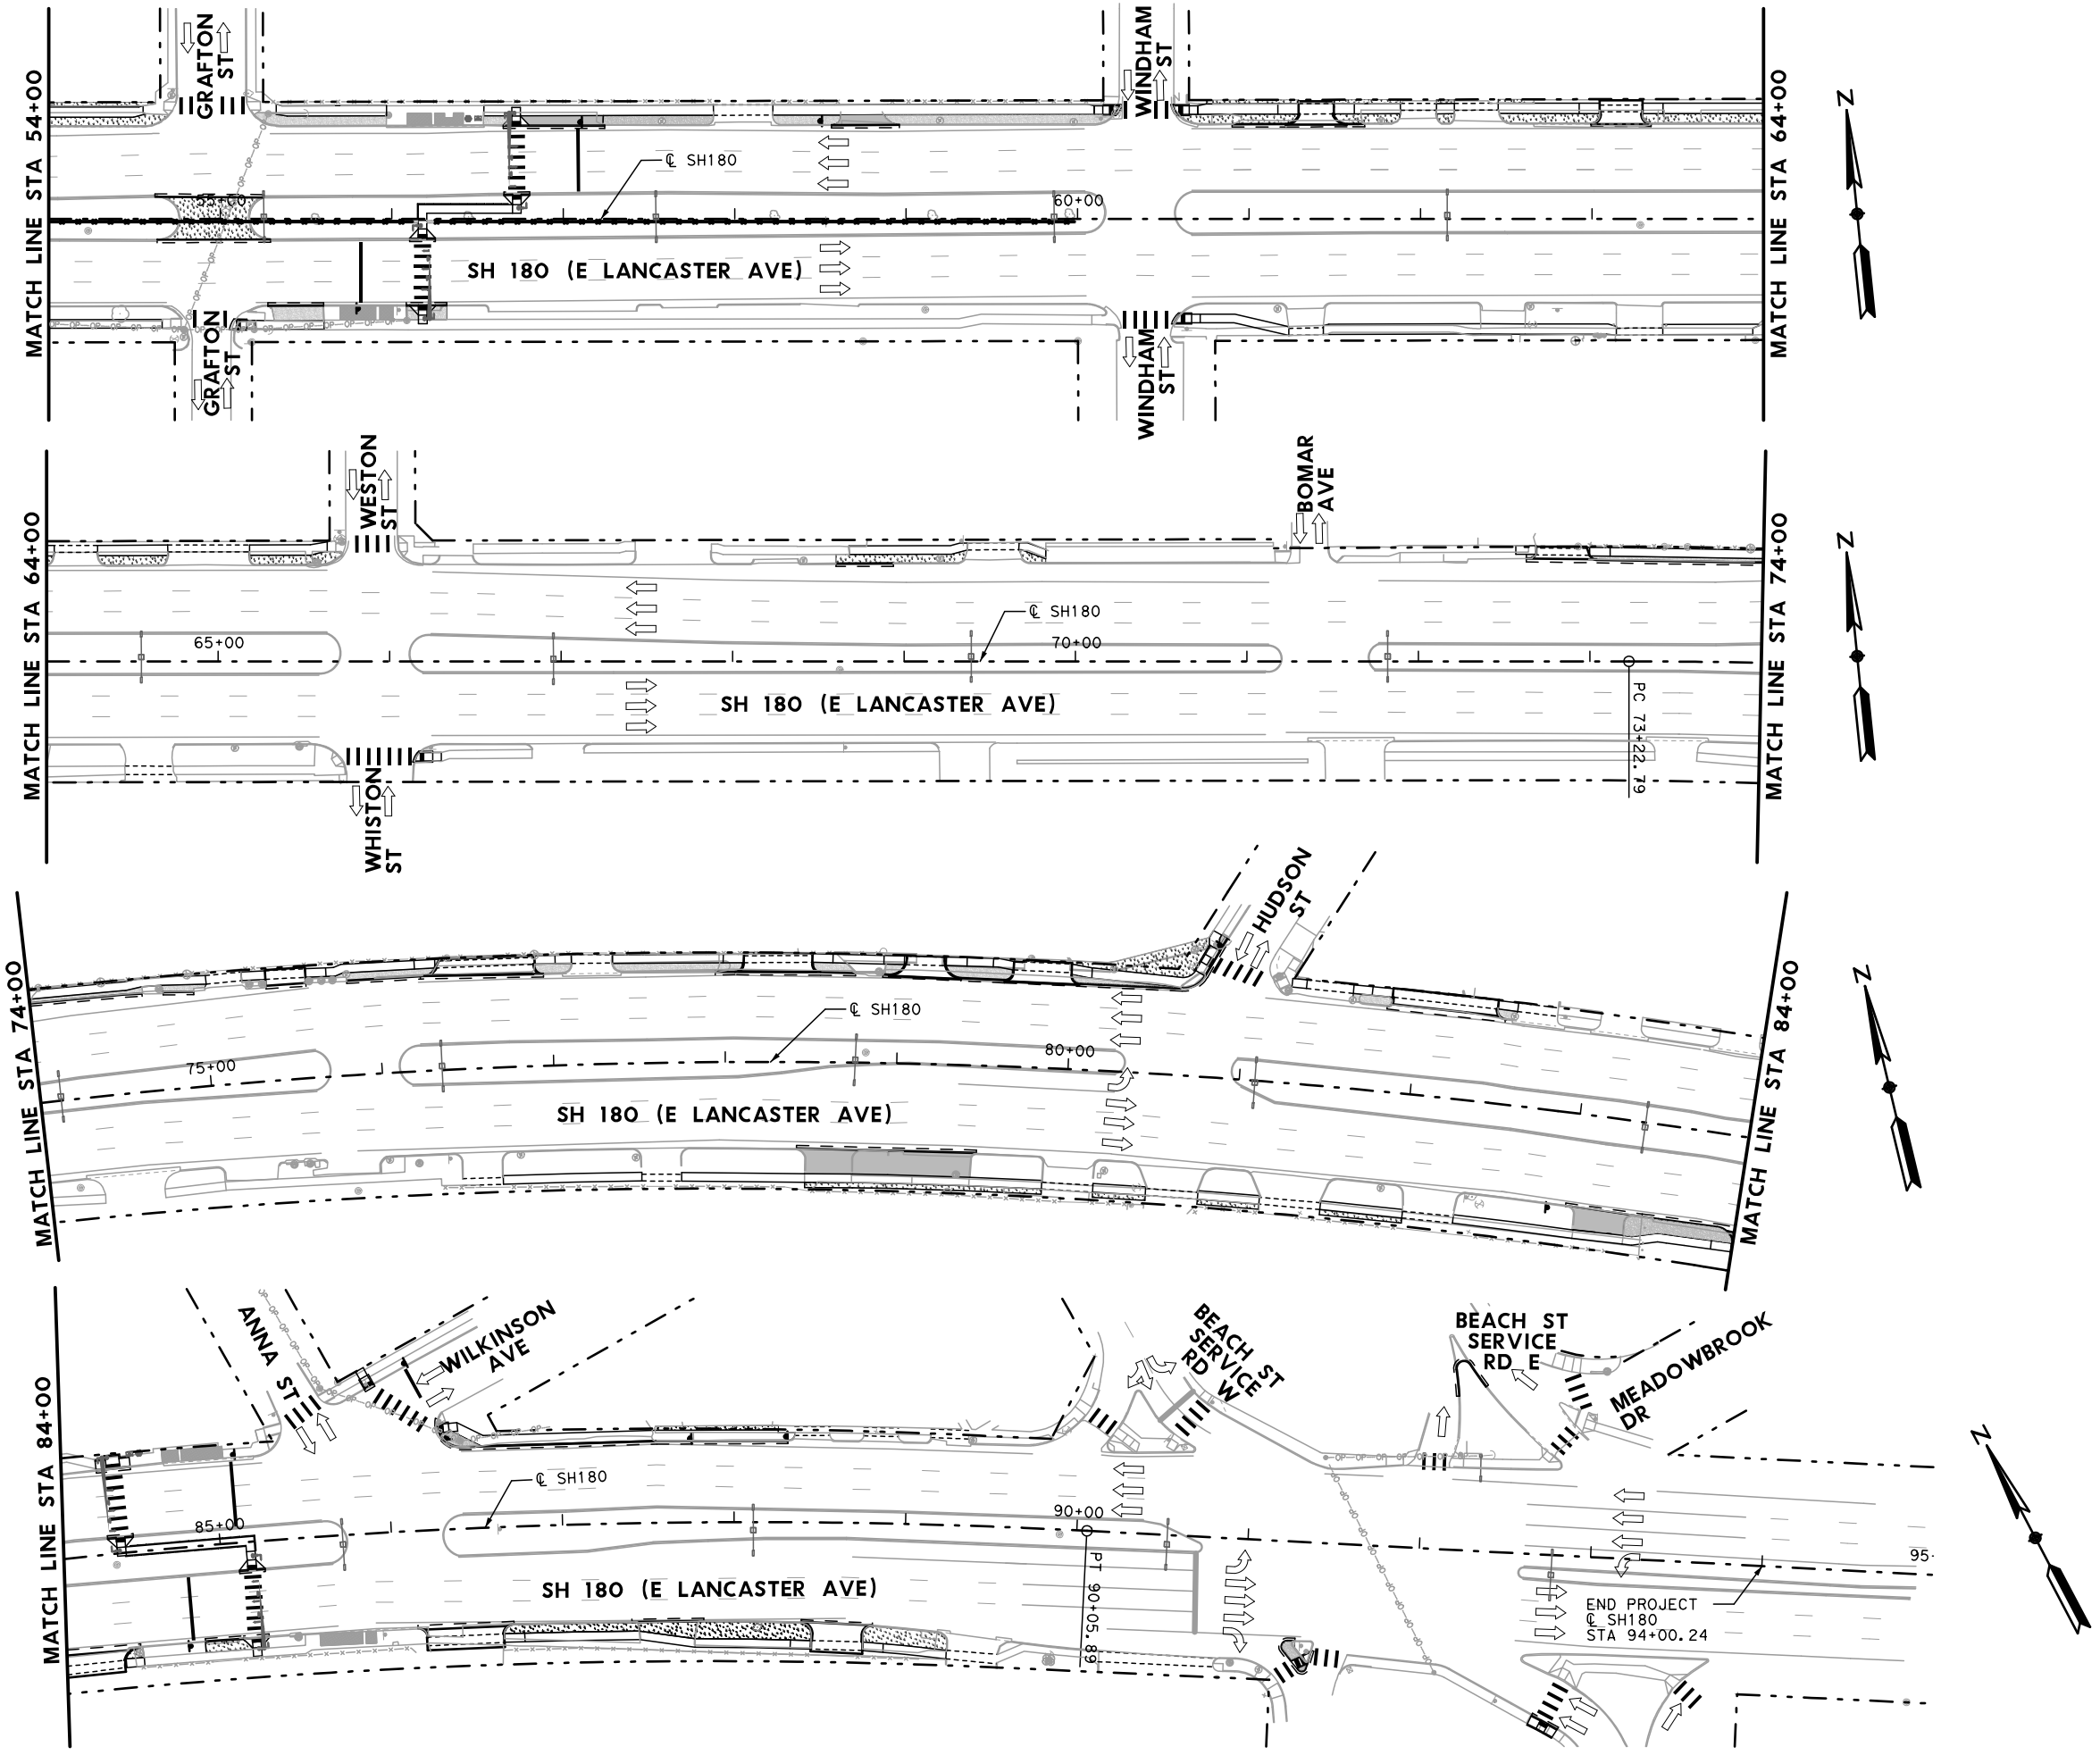 MATCH LINE STA 54+00
GRAFTON
ST
WINDHAM
ST
N
MATCH LINE STA 64+00
℄ SH180
55+00
60+00
SH 180 (E LANCASTER AVE)
GRAFTON
ST
WINDHAM
ST
MATCH LINE STA 64+00
WESTON
ST
BOMAR
AVE
N
MATCH LINE STA 74+00
℄ SH180
65+00
70+00
SH 180 (E LANCASTER AVE)
PC 73+22.79
WHISTON
ST
MATCH LINE STA 74+00
HUDSON
ST
N
MATCH LINE STA 84+00
℄ SH180
75+00
80+00
SH 180 (E LANCASTER AVE)
MATCH LINE STA 84+00
ANNA ST
WILKINSON
AVE
BEACH ST
SERVICE
RD W
BEACH ST
SERVICE
RD E
MEADOWBROOK
DR
N
℄ SH180
85+00
90+00
95
SH 180 (E LANCASTER AVE)
PT 90+05.89
END PROJECT
℄ SH180
STA 94+00.24